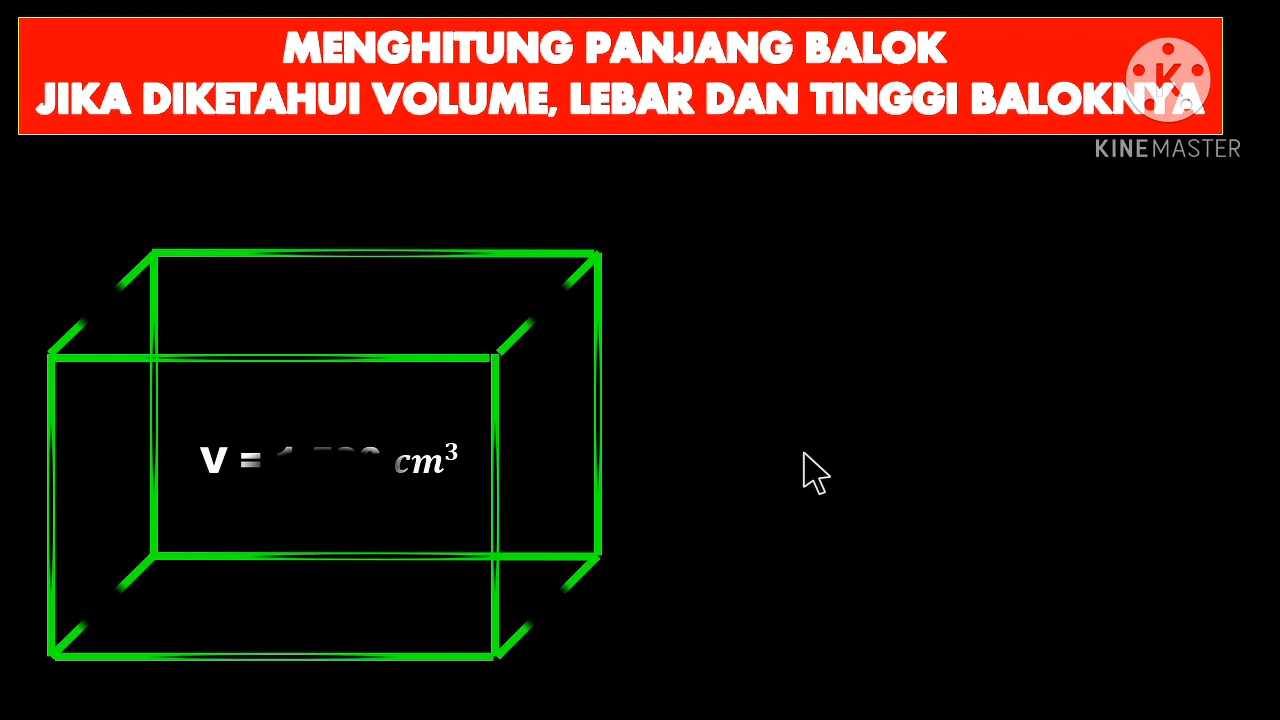 MENGHITUNG PANJANG BALOK
JIKA DIKETAHUI VOLUME, LEBAR DAN TINGGI BALOKNYA
K
KINEMASTER
V = cm³